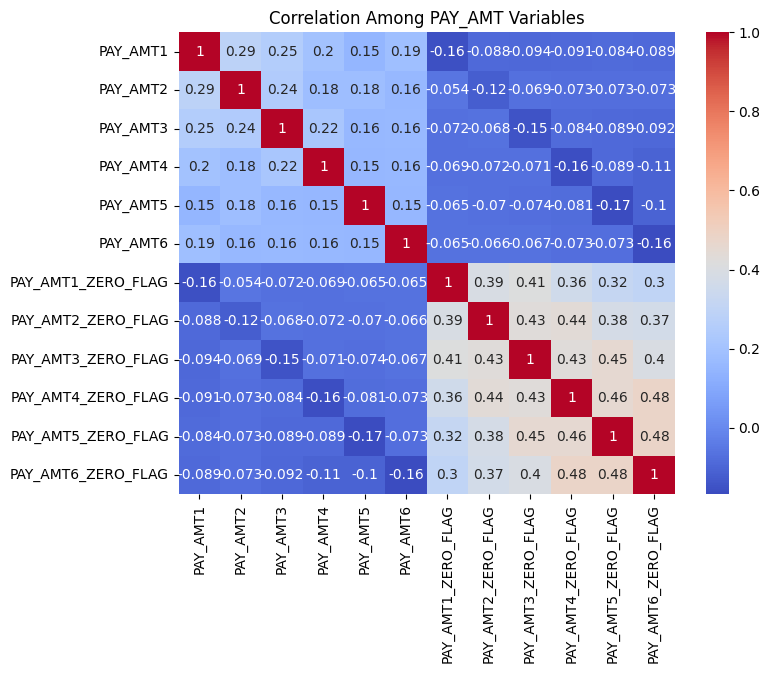 Correlation Among PAY_AMT Variables
PAY_AMT1 1 0.29 0.25 0.2 0.15 0.19 -0.16 -0.088 -0.094 -0.091 -0.084 -0.089
PAY_AMT2 0.29 1 0.24 0.18 0.18 0.16 -0.054 -0.12 -0.069 -0.073 -0.073 -0.073
PAY_AMT3 0.25 0.24 1 0.22 0.16 0.16 -0.072 -0.068 -0.15 -0.084 -0.089 -0.092
PAY_AMT4 0.2 0.18 0.22 1 0.15 0.16 -0.069 -0.072 -0.071 -0.16 -0.089 -0.11
PAY_AMT5 0.15 0.18 0.16 0.15 1 0.15 -0.065 -0.07 -0.074 -0.081 -0.17 -0.1
PAY_AMT6 0.19 0.16 0.16 0.16 0.15 1 -0.065 -0.066 -0.067 -0.073 -0.073 -0.16
PAY_AMT1_ZERO_FLAG -0.16 -0.054 -0.072 -0.069 -0.065 -0.065 1 0.39 0.41 0.36 0.32 0.3
PAY_AMT2_ZERO_FLAG -0.088 -0.12 -0.068 -0.072 -0.07 -0.066 0.39 1 0.43 0.44 0.38 0.37
PAY_AMT3_ZERO_FLAG -0.094 -0.069 -0.15 -0.071 -0.074 -0.067 0.41 0.43 1 0.43 0.45 0.4
PAY_AMT4_ZERO_FLAG -0.091 -0.073 -0.084 -0.16 -0.081 -0.073 0.36 0.44 0.43 1 0.46 0.48
PAY_AMT5_ZERO_FLAG -0.084 -0.073 -0.089 -0.089 -0.17 -0.073 0.32 0.38 0.45 0.46 1 0.48
PAY_AMT6_ZERO_FLAG -0.089 -0.073 -0.092 -0.11 -0.1 -0.16 0.3 0.37 0.4 0.48 0.48 1
PAY_AMT1
PAY_AMT2
PAY_AMT3
PAY_AMT4
PAY_AMT5
PAY_AMT6
PAY_AMT1_ZERO_FLAG
PAY_AMT2_ZERO_FLAG
PAY_AMT3_ZERO_FLAG
PAY_AMT4_ZERO_FLAG
PAY_AMT5_ZERO_FLAG
PAY_AMT6_ZERO_FLAG
1.0
0.8
0.6
0.4
0.2
0.0